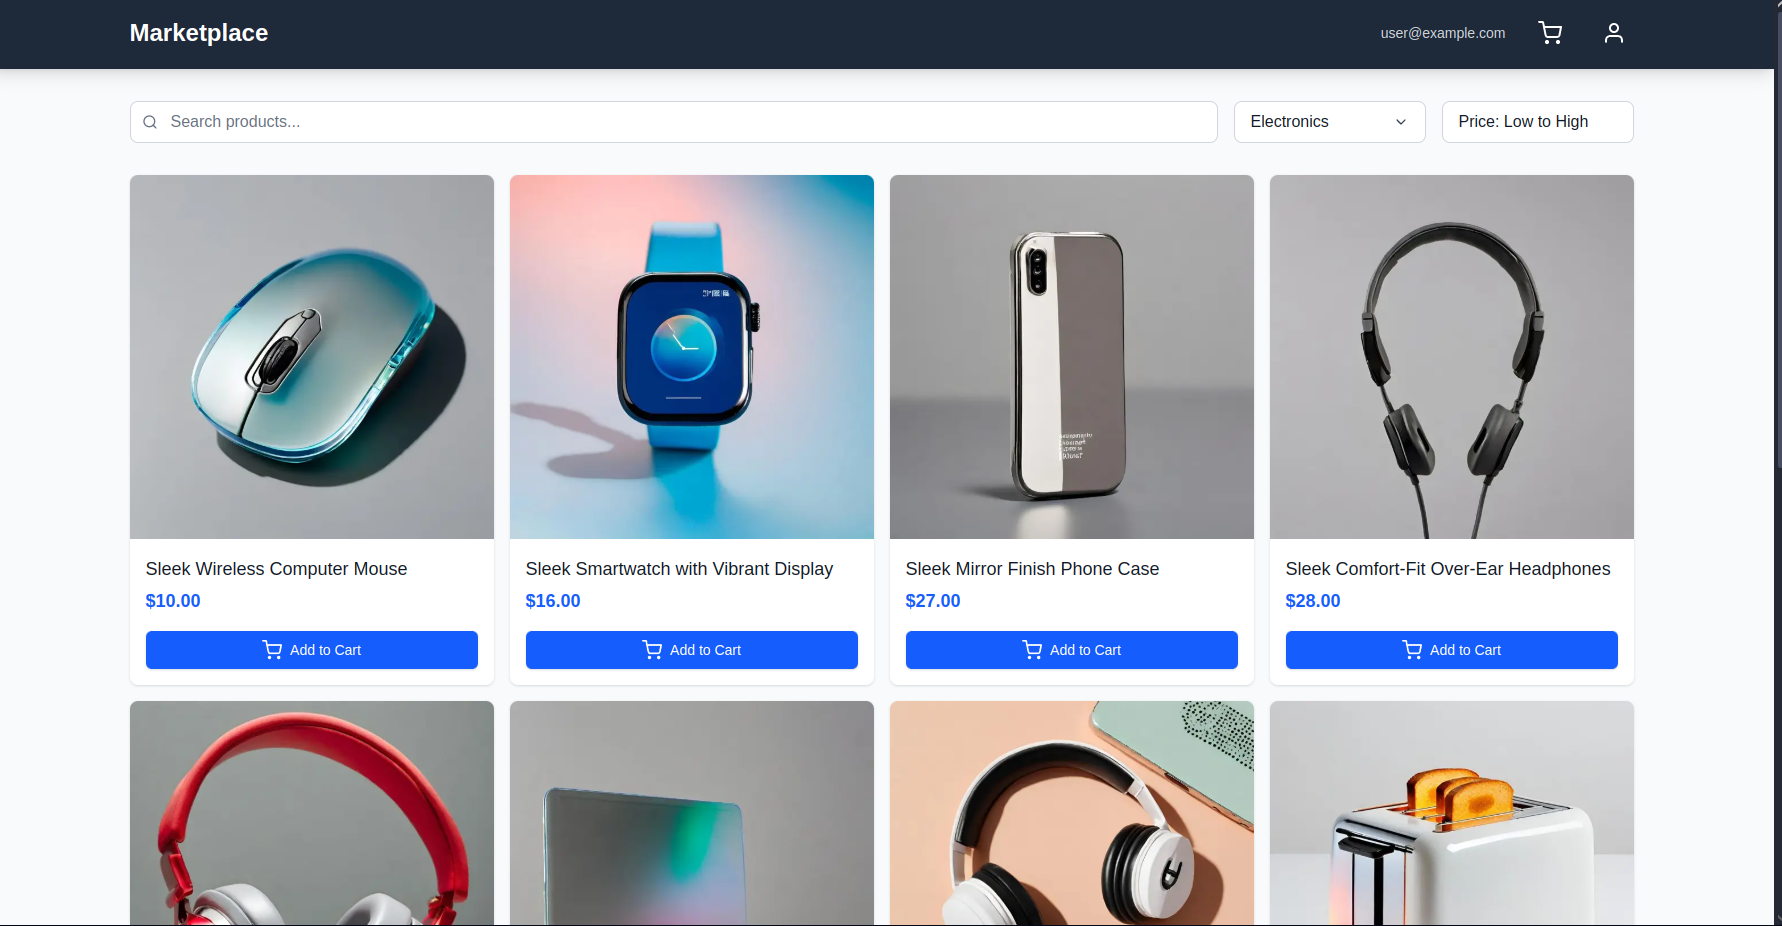 Marketplace
user@example.com
Search products...
Electronics
Price: Low to High
Sleek Wireless Computer Mouse
$10.00
Add to Cart
Sleek Smartwatch with Vibrant Display
$16.00
Add to Cart
Sleek Mirror Finish Phone Case
$27.00
Add to Cart
Sleek Comfort-Fit Over-Ear Headphones
$28.00
Add to Cart